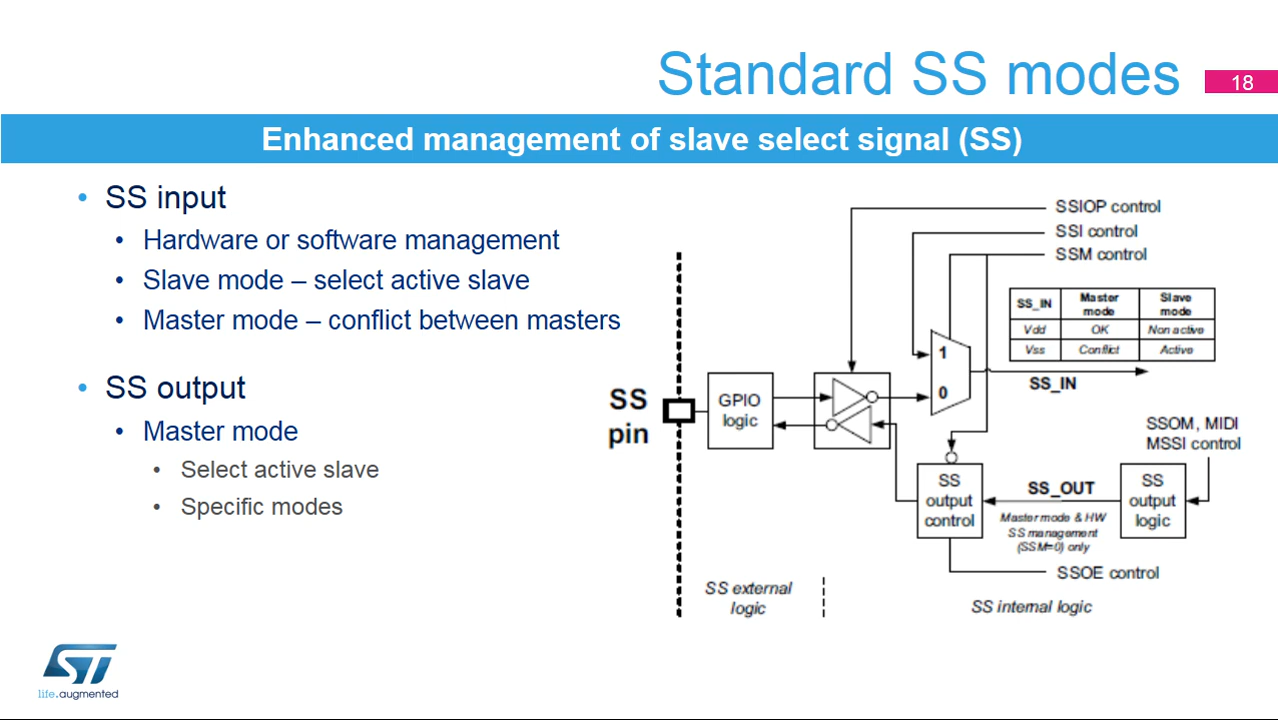 Standard SS modes
18
Enhanced management of slave select signal (SS)
• SS input
• Hardware or software management
• Slave mode – select active slave
• Master mode – conflict between masters
• SS output
• Master mode
• Select active slave
• Specific modes
SSIOP control
SSI control
SSM control
SS_IN Master mode Slave mode
Vdd OK Non active
Vss Conflict Active
1
0
SS_IN
SS pin
GPIO logic
SSOM, MIDI
MSSI control
SS output control
SS_OUT
Master mode & HW
SS management
(SSM=0) only
SS output logic
SSOE control
SS external logic
SS internal logic
ST
life.augmented